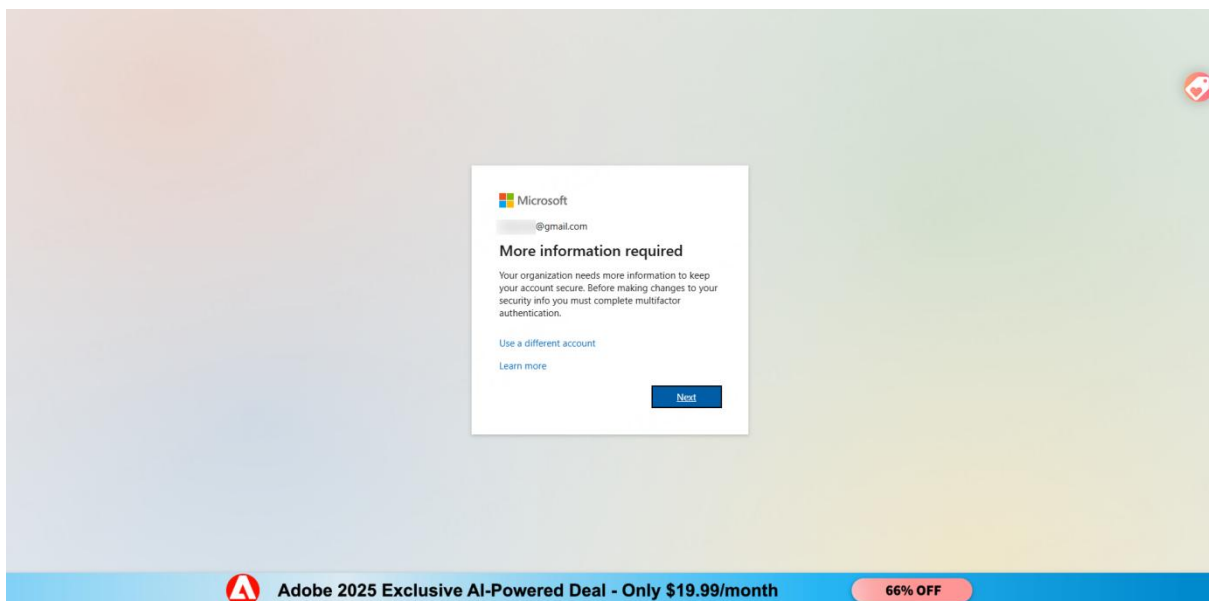 Microsoft
@gmail.com
More information required
Your organization needs more information to keep
your account secure. Before making changes to your
security info you must complete multifactor
authentication.
Use a different account
Learn more
Next
Adobe 2025 Exclusive AI-Powered Deal - Only $19.99/month
66% OFF